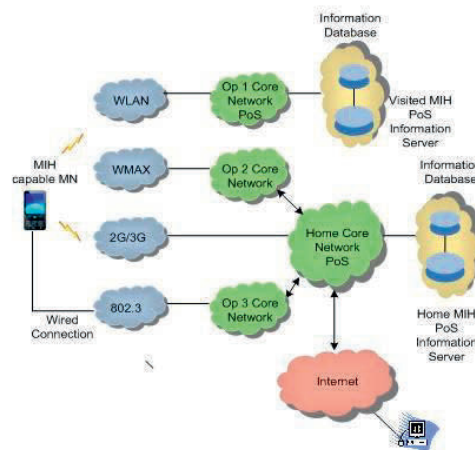 Information
Database
WLAN
Op 1 Core
Network
PoS
Visited MIH
PoS
Information
Server
MIH
capable MN
WMAX
Op 2 Core
Network
Information
Database
2G/3G
Home Core
Network
PoS
802.3
Op 3 Core
Network
Wired
Connection
Home MIH
PoS
Information
Server
Internet